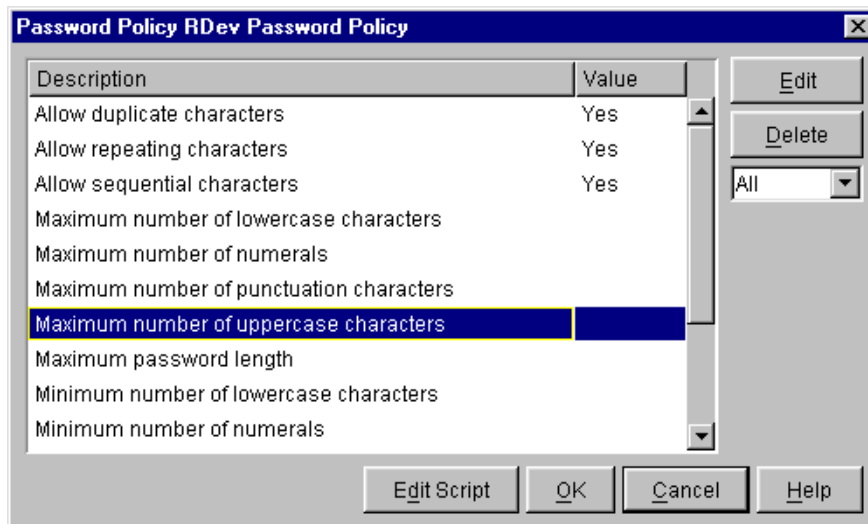 Password Policy RDev Password Policy
Description Value Edit
Allow duplicate characters Yes
Allow repeating characters Yes Delete
Allow sequential characters Yes All
Maximum number of lowercase characters
Maximum number of numerals
Maximum number of punctuation characters
Maximum number of uppercase characters
Maximum password length
Minimum number of lowercase characters
Minimum number of numerals
Edit Script OK Cancel Help